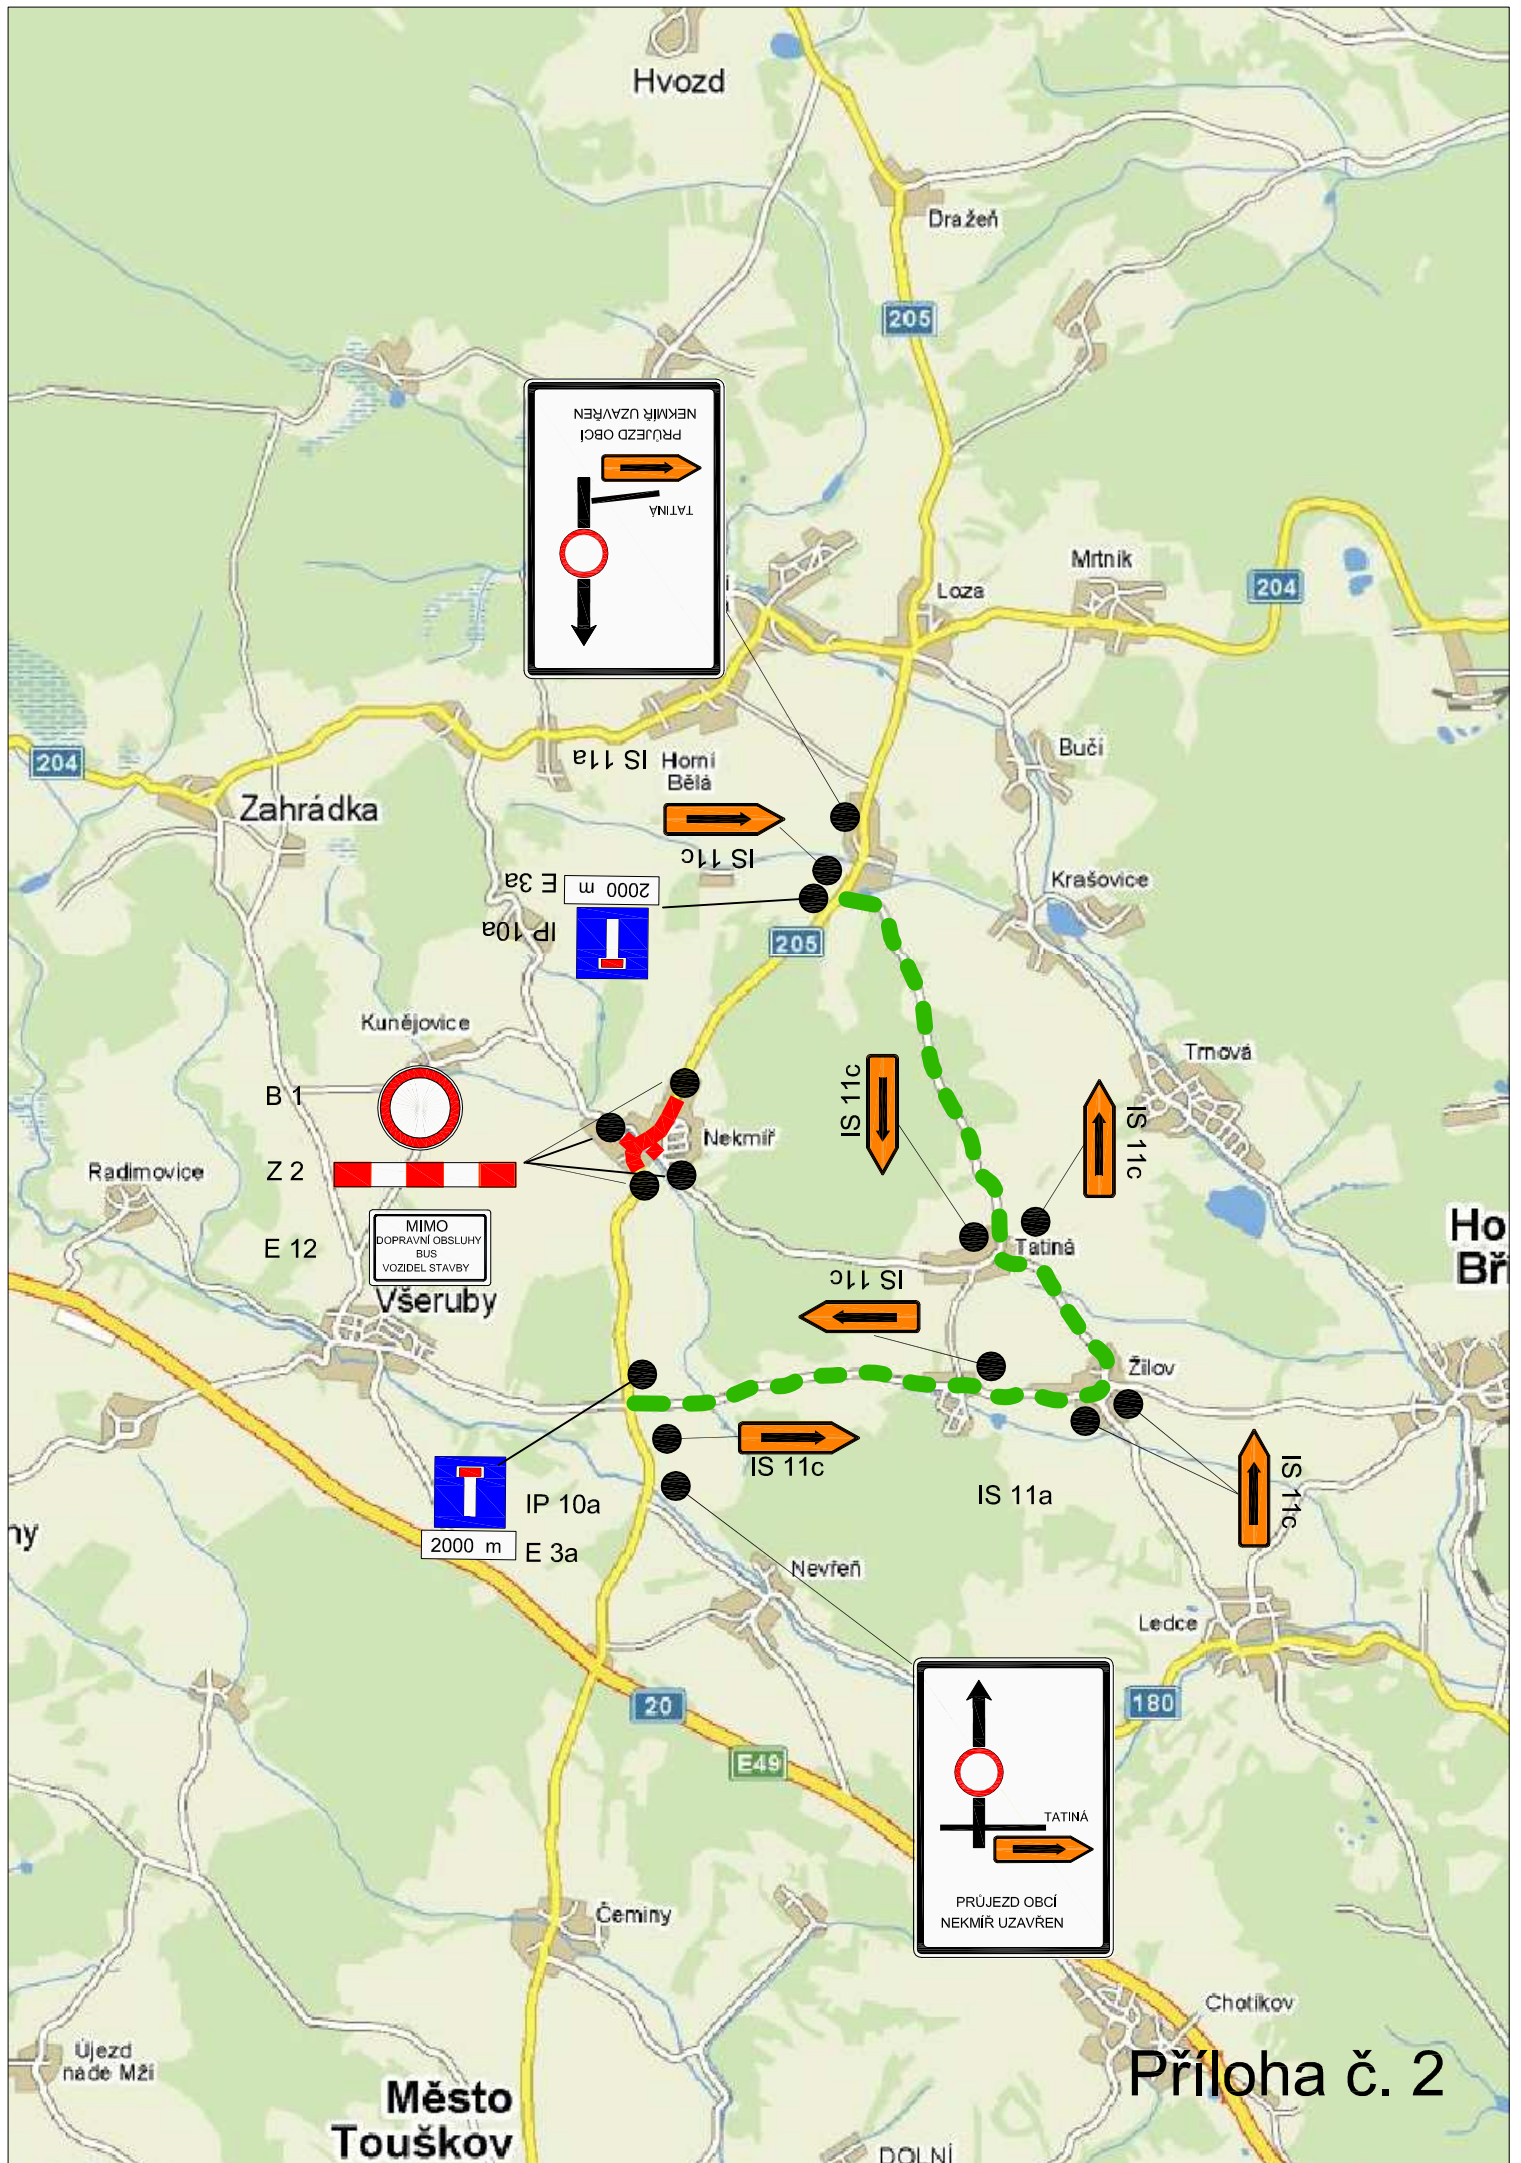 Hvozd
Dražeň
205
NEKMÍŘ UZAVŘEN
PRŮJEZD OBCÍ
TATINÁ
Mrtník
204
Loza
IS 11a
Horní
Bělá
Bučí
204
Zahrádka
IS 11c
Krašovice
E 3a
2000 m
IP 10a
205
Kunějovice
Trnová
B 1
IS 11c
IS 11c
Nekmíř
Radimovice
Z 2
MIMO
DOPRAVNÍ OBSLUHY
BUS
VOZIDEL STAVBY
E 12
Tatiná
Ho
Bří
IS 11c
Všeruby
Žilov
IS 11c
IS 11a
IS 11c
IP 10a
ny
2000 m
E 3a
Nevřeň
Ledce
20
180
E49
TATINÁ
PRŮJEZD OBCÍ
NEKMÍŘ UZAVŘEN
Čeminy
Chotíkov
Újezd
nade Mží
Příloha č. 2
Město
Touškov
DOLNÍ